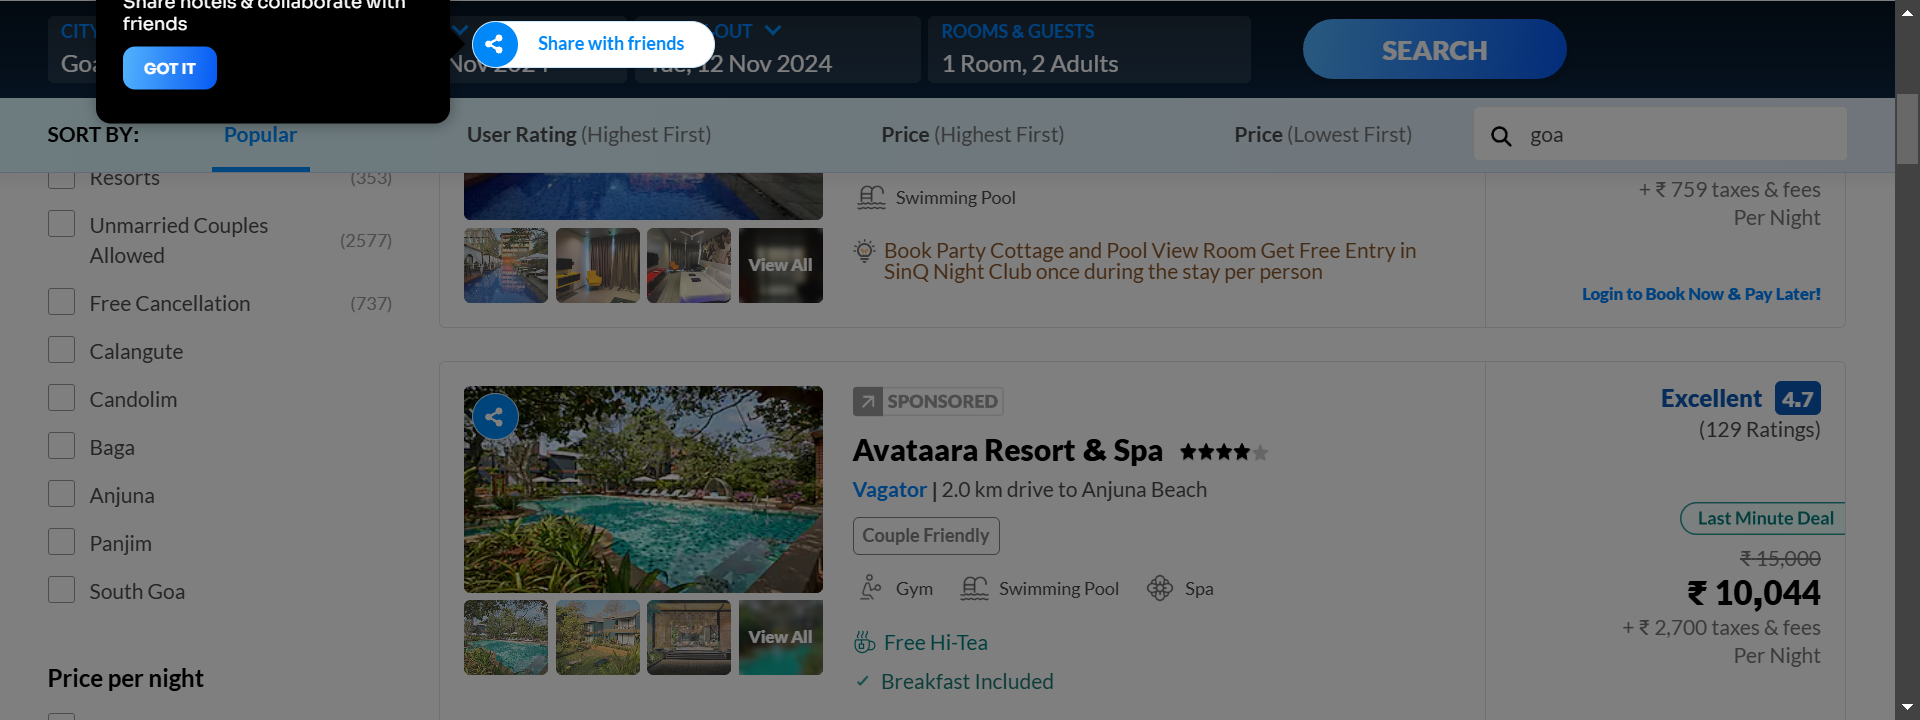 Share hotels & collaborate with
friends
GOT IT
Share with friends
CITY
OUT
ROOMS & GUESTS
Goa
Nov 2024
Tue, 12 Nov 2024
1 Room, 2 Adults
SEARCH
SORT BY:
Popular
User Rating (Highest First)
Price (Highest First)
Price (Lowest First)
goa
Resorts (353)
Unmarried Couples
Allowed (2577)
Free Cancellation (737)
Calangute
Candolim
Baga
Anjuna
Panjim
South Goa
Price per night
Swimming Pool
View All
Book Party Cottage and Pool View Room Get Free Entry in
SinQ Night Club once during the stay per person
+ ₹ 759 taxes & fees
Per Night
Login to Book Now & Pay Later!
SPONSORED
Avataara Resort & Spa
Vagator | 2.0 km drive to Anjuna Beach
Couple Friendly
Gym Swimming Pool Spa
View All
Free Hi-Tea
Breakfast Included
Excellent 4.7
(129 Ratings)
Last Minute Deal
₹ 15,000
₹ 10,044
+ ₹ 2,700 taxes & fees
Per Night